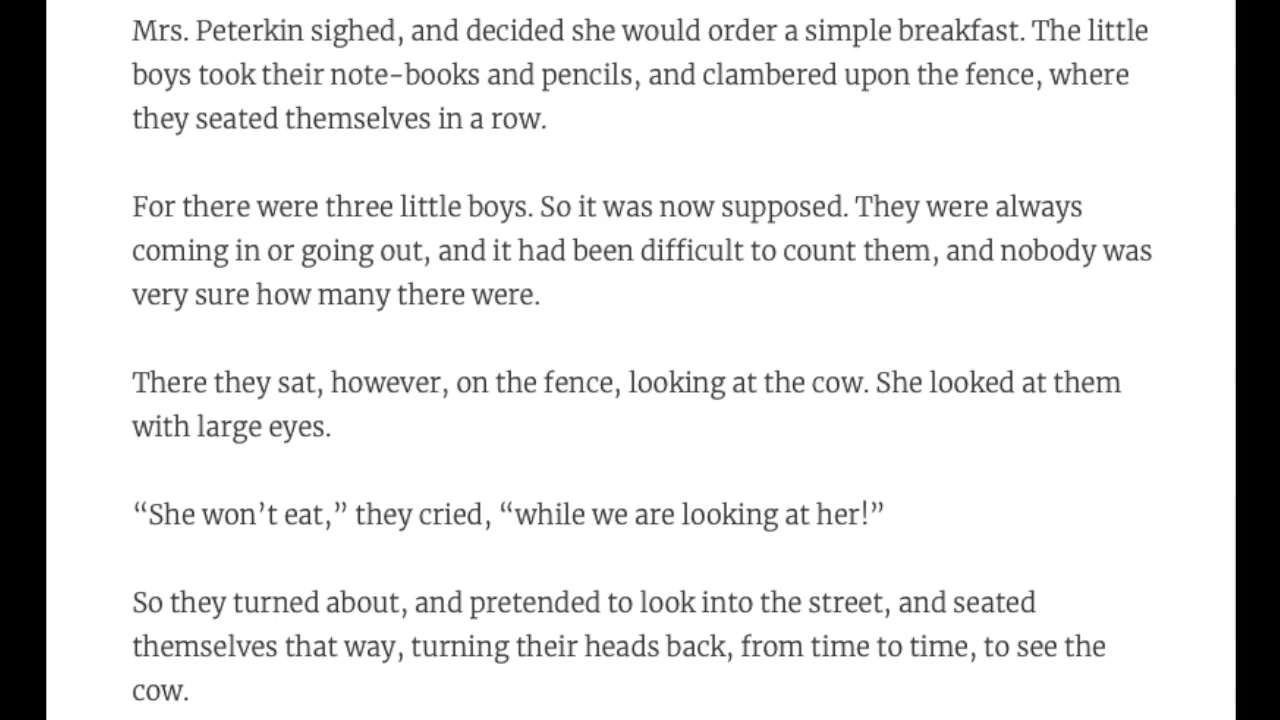 Mrs. Peterkin sighed, and decided she would order a simple breakfast. The little
boys took their note-books and pencils, and clambered upon the fence, where
they seated themselves in a row.
For there were three little boys. So it was now supposed. They were always
coming in or going out, and it had been difficult to count them, and nobody was
very sure how many there were.
There they sat, however, on the fence, looking at the cow. She looked at them
with large eyes.
“She won’t eat,” they cried, “while we are looking at her!”
So they turned about, and pretended to look into the street, and seated
themselves that way, turning their heads back, from time to time, to see the
cow.